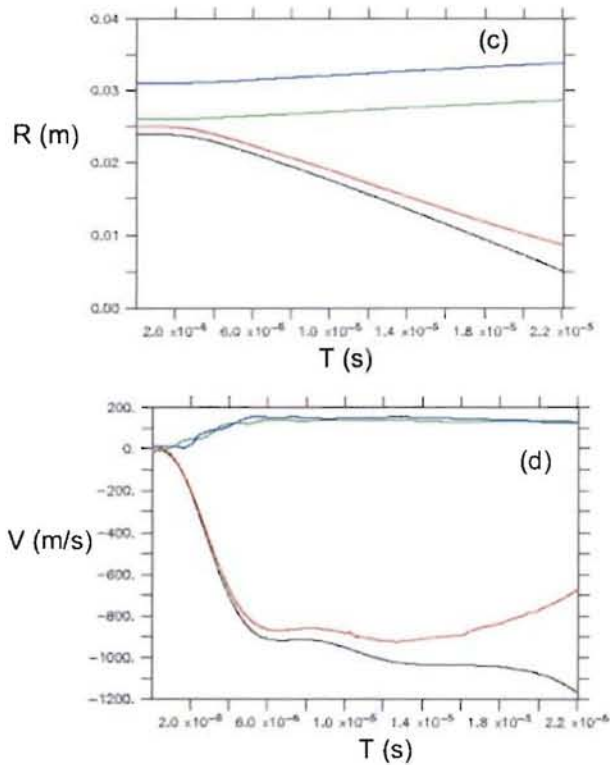 0.04
(c)
0.03
R (m)
0.02
0.01
0.00
2.0 x10⁻⁶ 6.0 x10⁻⁶ 1.0 x10⁻⁵ 1.4 x10⁻⁵ 1.8 x10⁻⁵ 2.2 x10⁻⁵
T (s)
200.
0.
(d)
-200.
-400.
V (m/s)
-600.
-800.
-1000.
-1200.
2.0 x10⁻⁶ 6.0 x10⁻⁶ 1.0 x10⁻⁵ 1.4 x10⁻⁵ 1.8 x10⁻⁵ 2.2 x10⁻⁵
T (s)